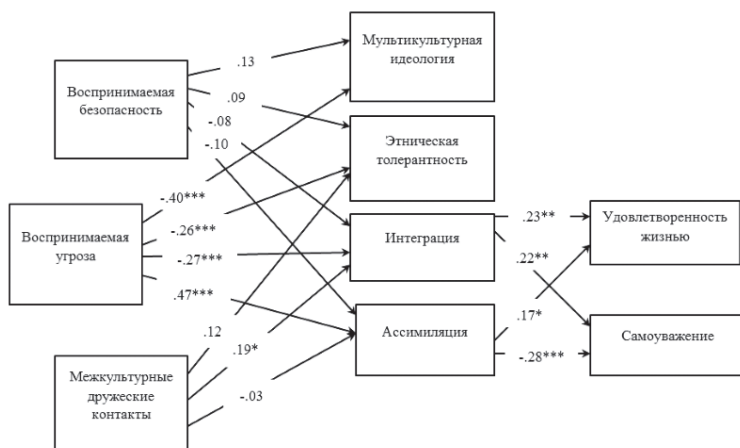 Мультикультурная
идеология
.13
Воспринимаемая
безопасность
.09
-.08
-.10
Этническая
толерантность
-.40***
-.26***
-.27***
.47***
Воспринимаемая
угроза
Интеграция
.23**
.22**
Удовлетворенность
жизнью
.12
.19*
-.03
Ассимиляция
.17*
-.28***
Самоуважение
Межкультурные
дружеские
контакты